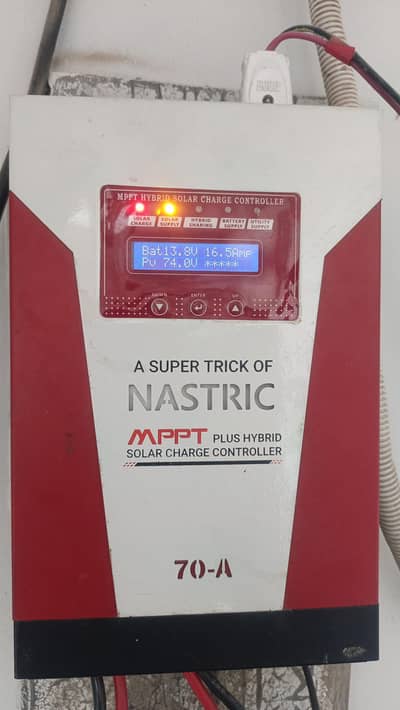 MPPT HYBRID SOLAR CHARGE CONTROLLER
SOLAR CHARGE
SOLAR SUPPLY
HYBRID SHARING
BATTERY SUPPLY
UTILITY SUPPLY
Bat13.8V 16.5Amp
Pv 74.0V *****
DOWN
ENTER
UP
A SUPER TRICK OF
NASTRIC
MPPT PLUS HYBRID
SOLAR CHARGE CONTROLLER
70-A